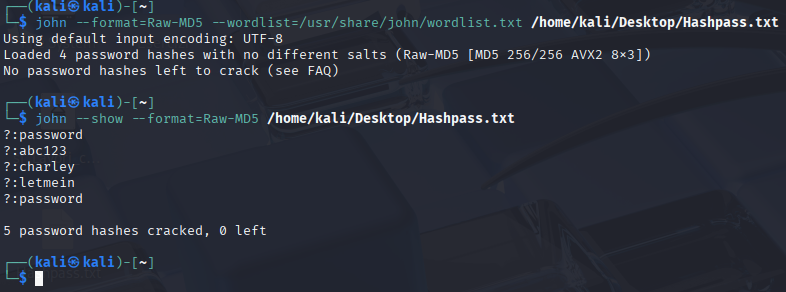 ┌──(kali㉿kali)-[~]
└─$ john --format=Raw-MD5 --wordlist=/usr/share/john/wordlist.txt /home/kali/Desktop/Hashpass.txt
Using default input encoding: UTF-8
Loaded 4 password hashes with no different salts (Raw-MD5 [MD5 256/256 AVX2 8×3])
No password hashes left to crack (see FAQ)
┌──(kali㉿kali)-[~]
└─$ john --show --format=Raw-MD5 /home/kali/Desktop/Hashpass.txt
?:password
?:abc123
?:charley
?:letmein
?:password
5 password hashes cracked, 0 left
┌──(kali㉿kali)-[~]
└─$